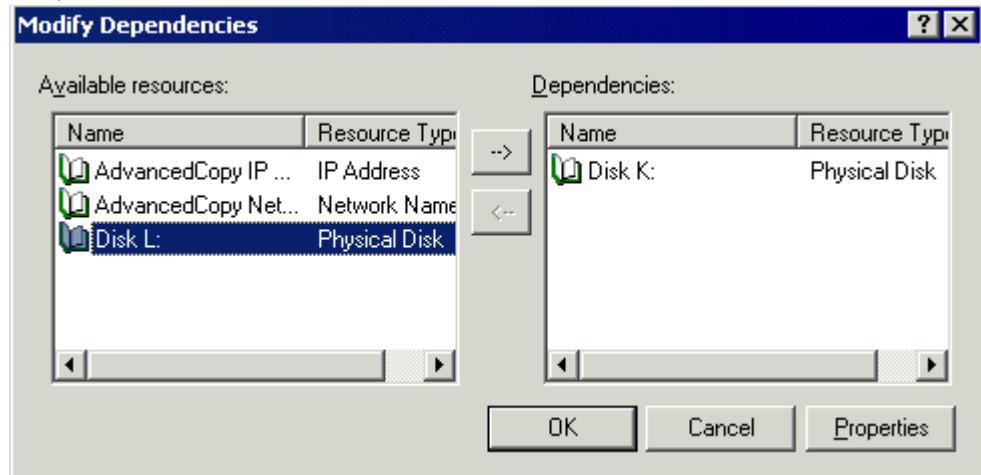 Modify Dependencies
Available resources:
Name Resource Typ
AdvancedCopy IP ... IP Address
AdvancedCopy Net... Network Name
Disk L: Physical Disk
-->
<--
Dependencies:
Name Resource Type
Disk K: Physical Disk
OK Cancel Properties